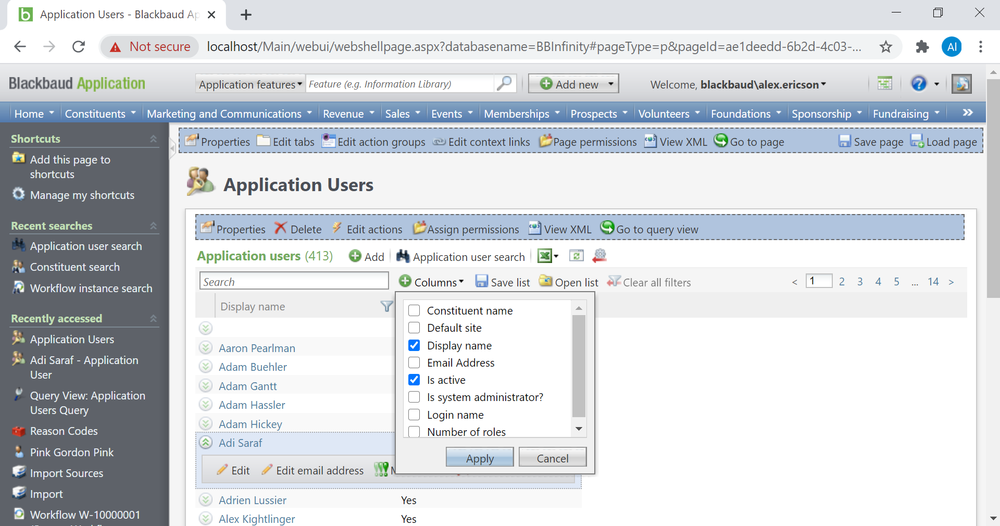 Application Users - Blackbaud Ap
Not secure
localhost/Main/webui/webshellpage.aspx?databasename=BBInfinity#pageType=p&pageId=ae1deedd-6b2d-4c03-...
AI
Blackbaud Application
Application features
Feature (e.g. Information Library)
Add new
Welcome, blackbaud\alex.ericson
Home
Constituents
Marketing and Communications
Revenue
Sales
Events
Memberships
Prospects
Volunteers
Foundations
Sponsorship
Fundraising
Shortcuts
Add this page to
shortcuts
Manage my shortcuts
Recent searches
Application user search
Constituent search
Workflow instance search
Recently accessed
Application Users
Adi Saraf - Application
User
Query View: Application
Users Query
Reason Codes
Pink Gordon Pink
Import Sources
Import
Workflow W-10000001
Properties
Edit tabs
Edit action groups
Edit context links
Page permissions
View XML
Go to page
Save page
Load page
Application Users
Properties
Delete
Edit actions
Assign permissions
View XML
Go to query view
Application users (413)
Add
Application user search
Search
Columns
Save list
Open list
Clear all filters
< 1 2 3 4 5 ... 14 >
Display name
Aaron Pearlman
Adam Buehler
Adam Gantt
Adam Hassler
Adam Hickey
Adi Saraf
Edit
Edit email address
Adrien Lussier Yes
Alex Kightlinger Yes
Constituent name
Default site
Display name
Email Address
Is active
Is system administrator?
Login name
Number of roles
Apply
Cancel